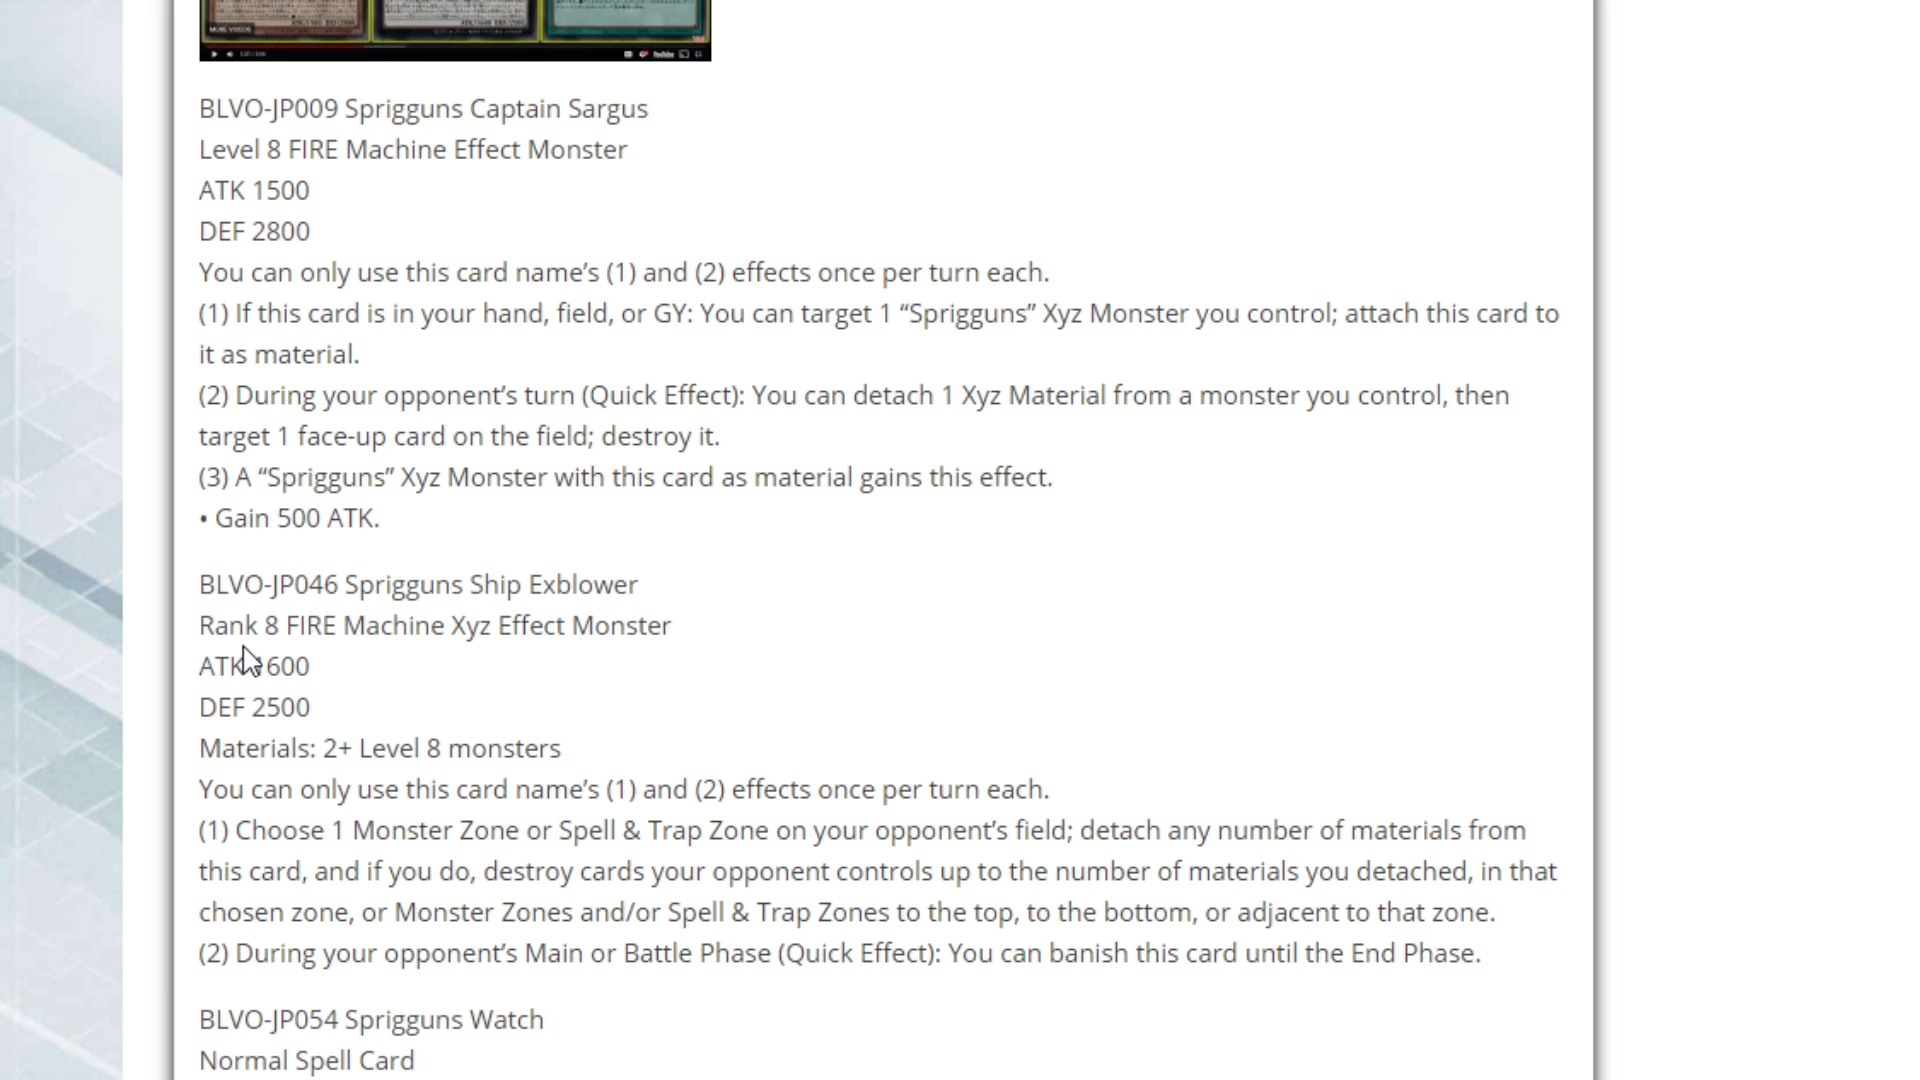 MORE VIDEOS
YouTube
BLVO-JP009 Sprigguns Captain Sargus
Level 8 FIRE Machine Effect Monster
ATK 1500
DEF 2800
You can only use this card name’s (1) and (2) effects once per turn each.
(1) If this card is in your hand, field, or GY: You can target 1 “Sprigguns” Xyz Monster you control; attach this card to
it as material.
(2) During your opponent’s turn (Quick Effect): You can detach 1 Xyz Material from a monster you control, then
target 1 face-up card on the field; destroy it.
(3) A “Sprigguns” Xyz Monster with this card as material gains this effect.
• Gain 500 ATK.
BLVO-JP046 Sprigguns Ship Exblower
Rank 8 FIRE Machine Xyz Effect Monster
ATK 1600
DEF 2500
Materials: 2+ Level 8 monsters
You can only use this card name’s (1) and (2) effects once per turn each.
(1) Choose 1 Monster Zone or Spell & Trap Zone on your opponent’s field; detach any number of materials from
this card, and if you do, destroy cards your opponent controls up to the number of materials you detached, in that
chosen zone, or Monster Zones and/or Spell & Trap Zones to the top, to the bottom, or adjacent to that zone.
(2) During your opponent’s Main or Battle Phase (Quick Effect): You can banish this card until the End Phase.
BLVO-JP054 Sprigguns Watch
Normal Spell Card